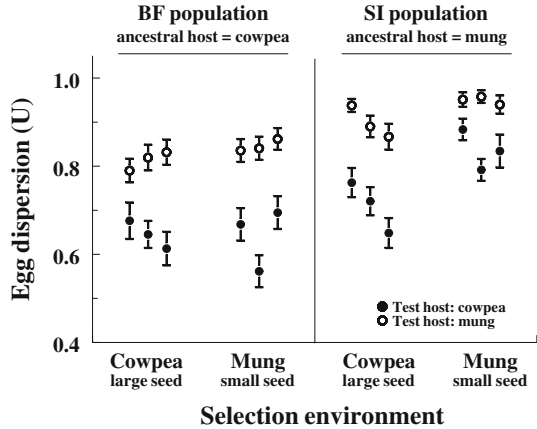 BF population
ancestral host = cowpea
SI population
ancestral host = mung
Egg dispersion (U)
1.0
0.8
0.6
0.4
Test host: cowpea
Test host: mung
Cowpea
large seed
Mung
small seed
Cowpea
large seed
Mung
small seed
Selection environment